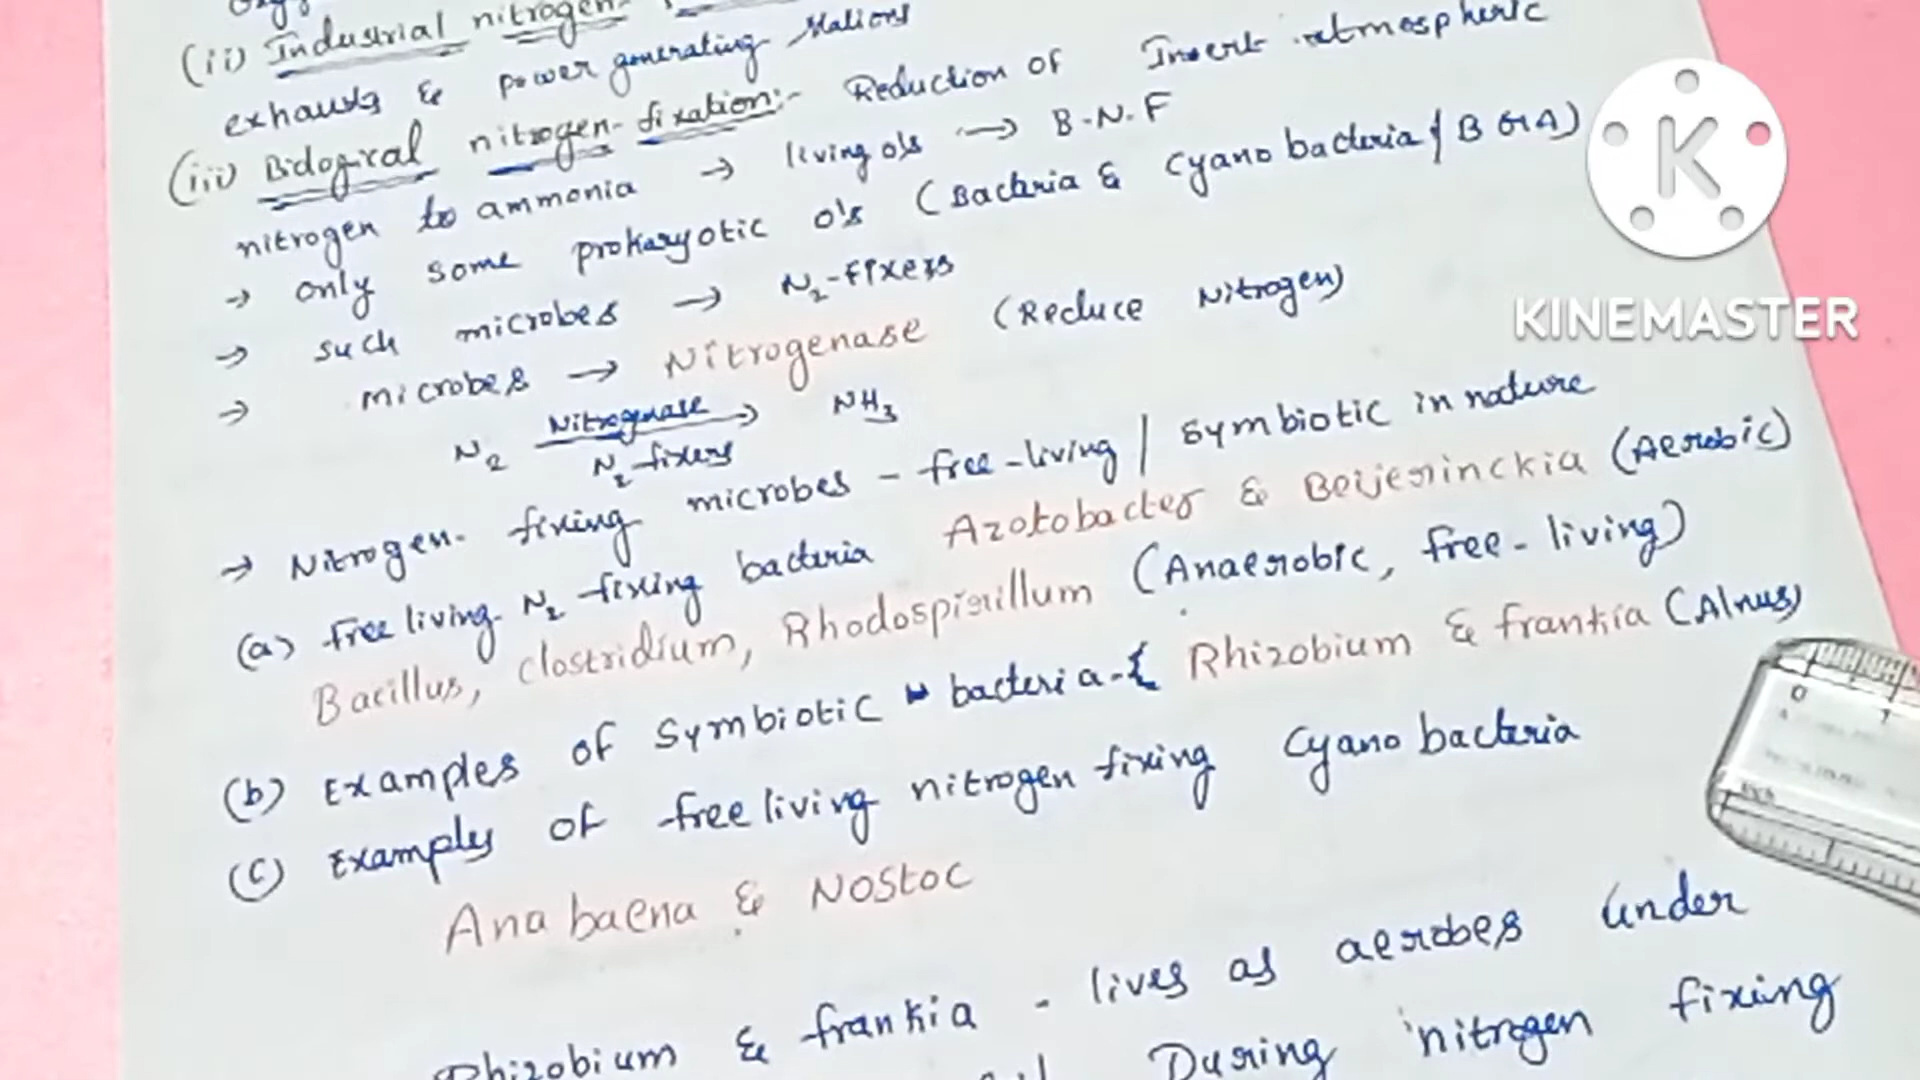 (ii) Industrial nitrogen-
exhausts & power generating stations
(iii) Biological nitrogen-fixation:- Reduction of Inert atmospheric
nitrogen to ammonia → living o's → B.N.F
→ only some prokaryotic o's (Bacteria & Cyano bacteria / BGA)
→ such microbes → N2-Fixers
→ microbes → Nitrogenase (Reduce Nitrogen)
N2 Nitrogenase → NH3
N2-fixers
→ Nitrogen-fixing microbes - free-living / Symbiotic in nature
(a) free living N2-fixing bacteria Azotobacter & Beijerinckia (Aerobic)
Bacillus, clostridium, Rhodospirillum (Anaerobic, free-living)
(b) Examples of Symbiotic bacteria-{ Rhizobium & frankia (Alnus)
(c) Examples of free living nitrogen fixing Cyano bacteria
Anabaena & Nostoc
Rhizobium & frankia - lives as aerobes under
During nitrogen fixing
KINEMASTER